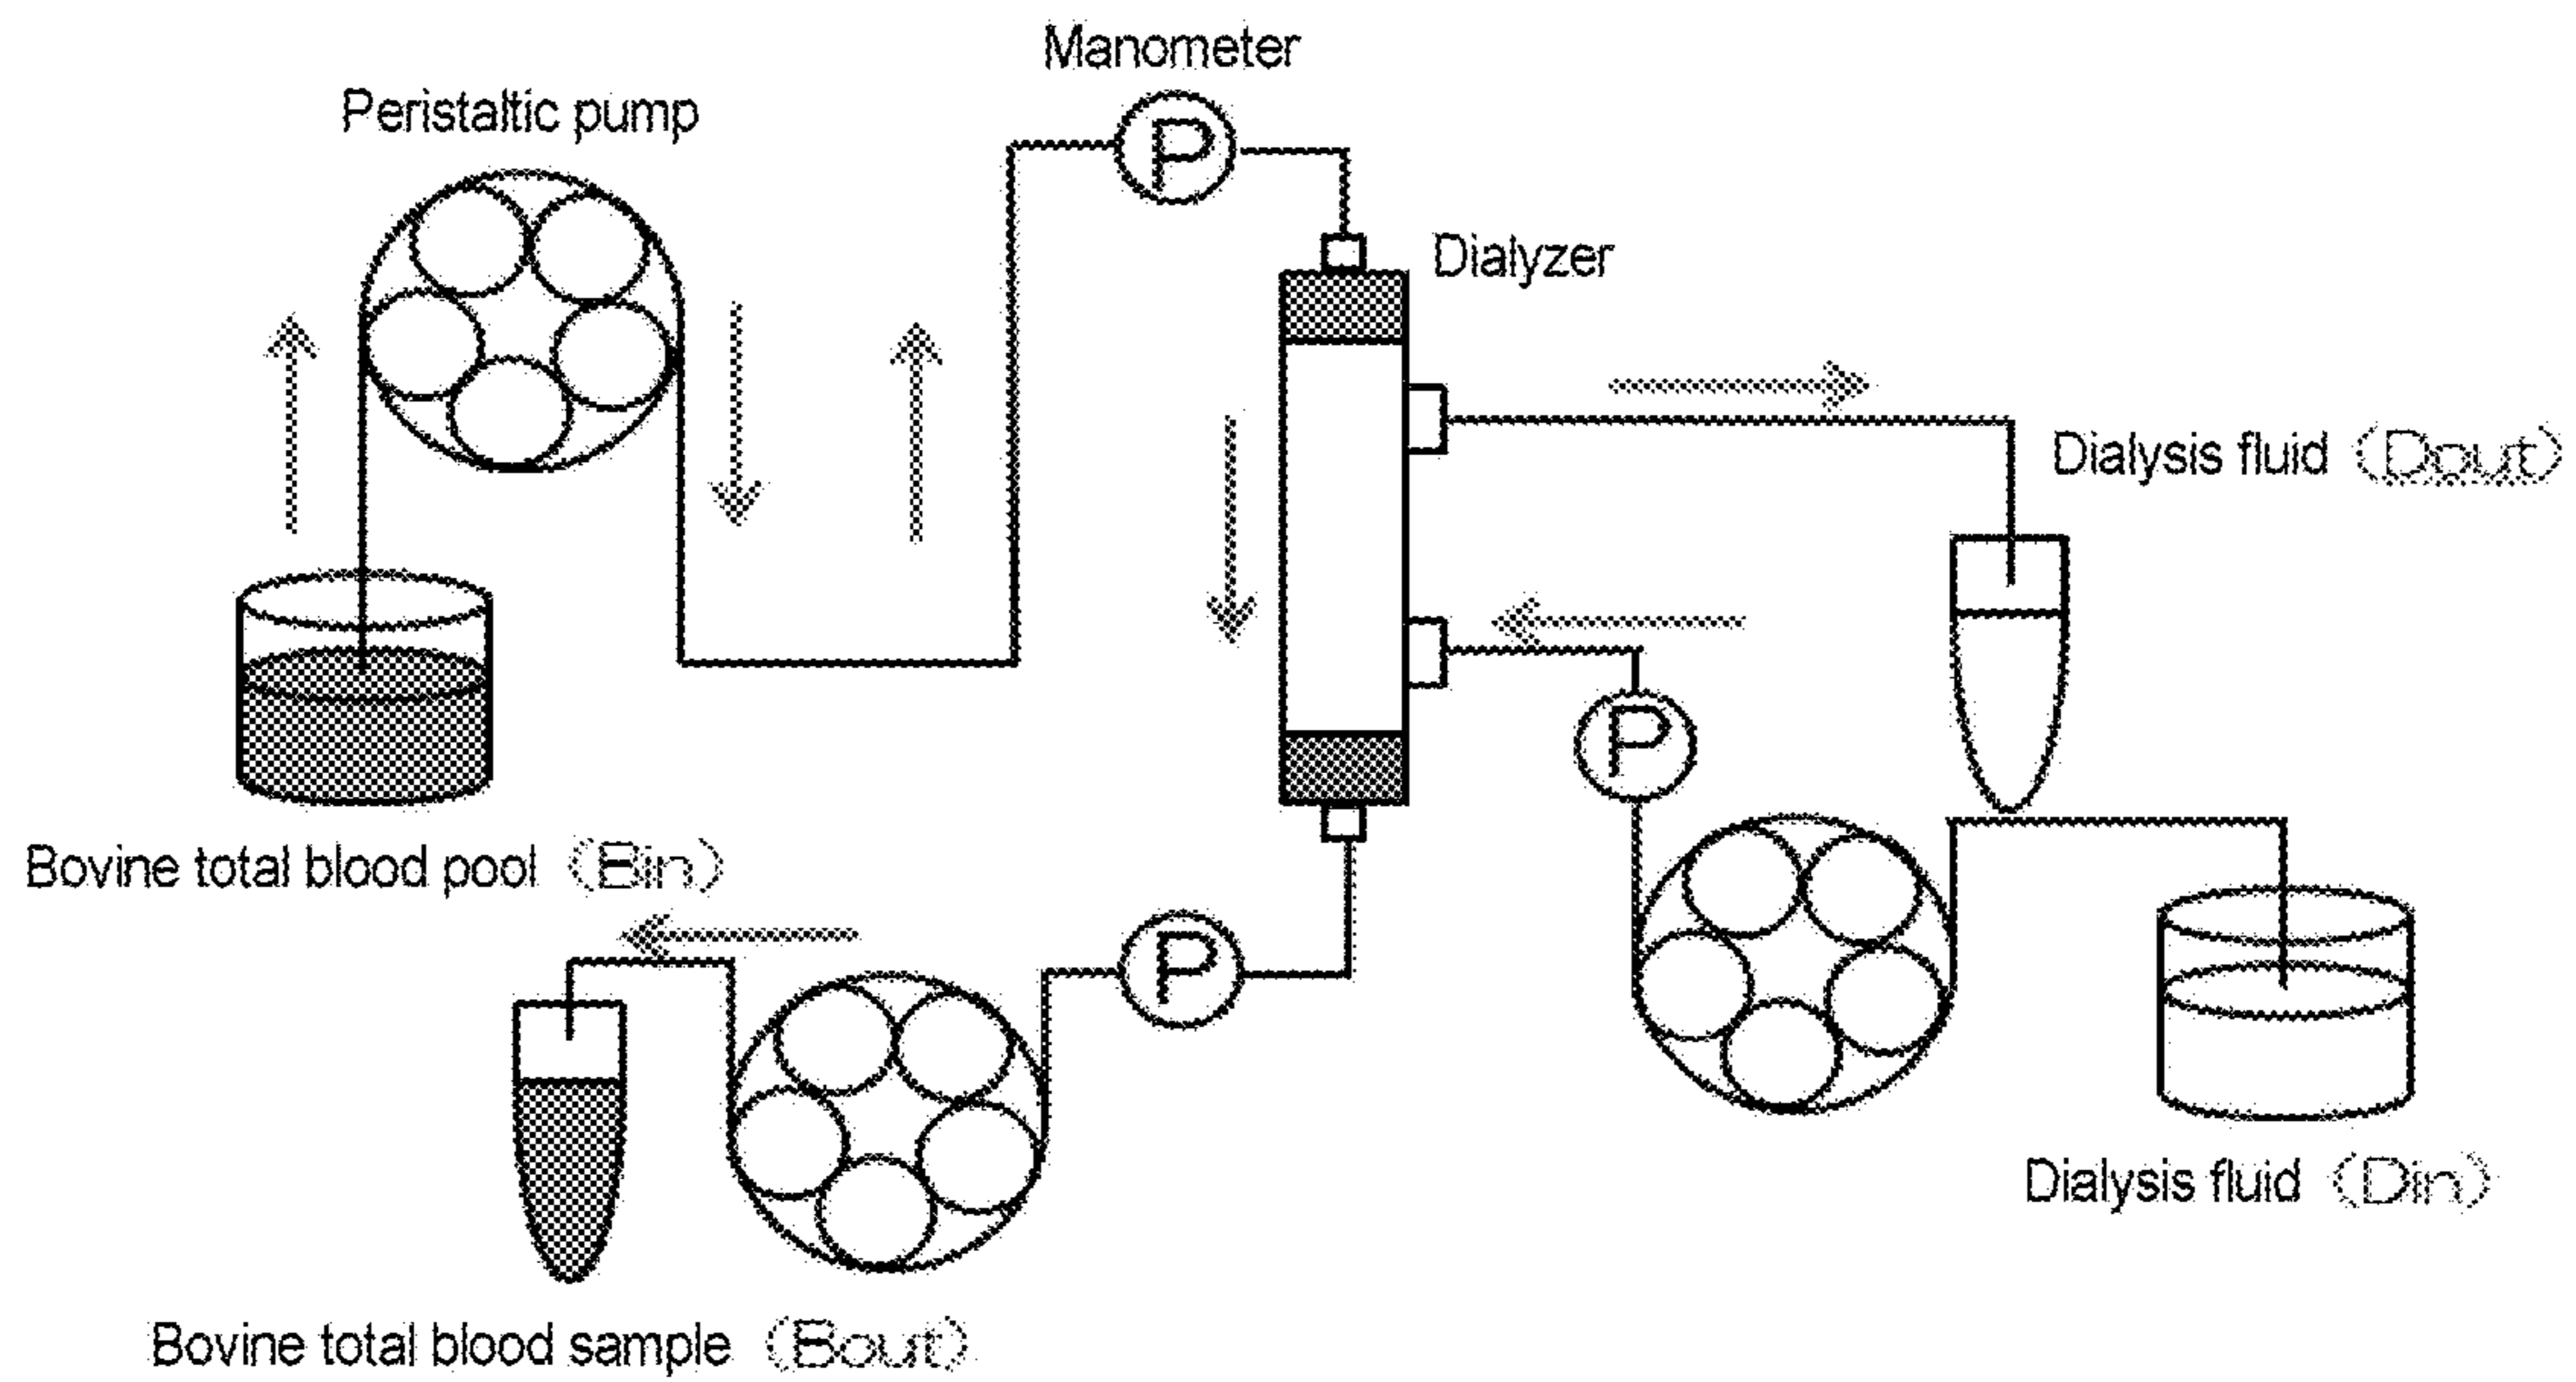 Manometer
Peristaltic pump
P
Dialyzer
Dialysis fluid (Dout)
P
Bovine total blood pool (Bin)
P
Dialysis fluid (Din)
Bovine total blood sample (Bout)